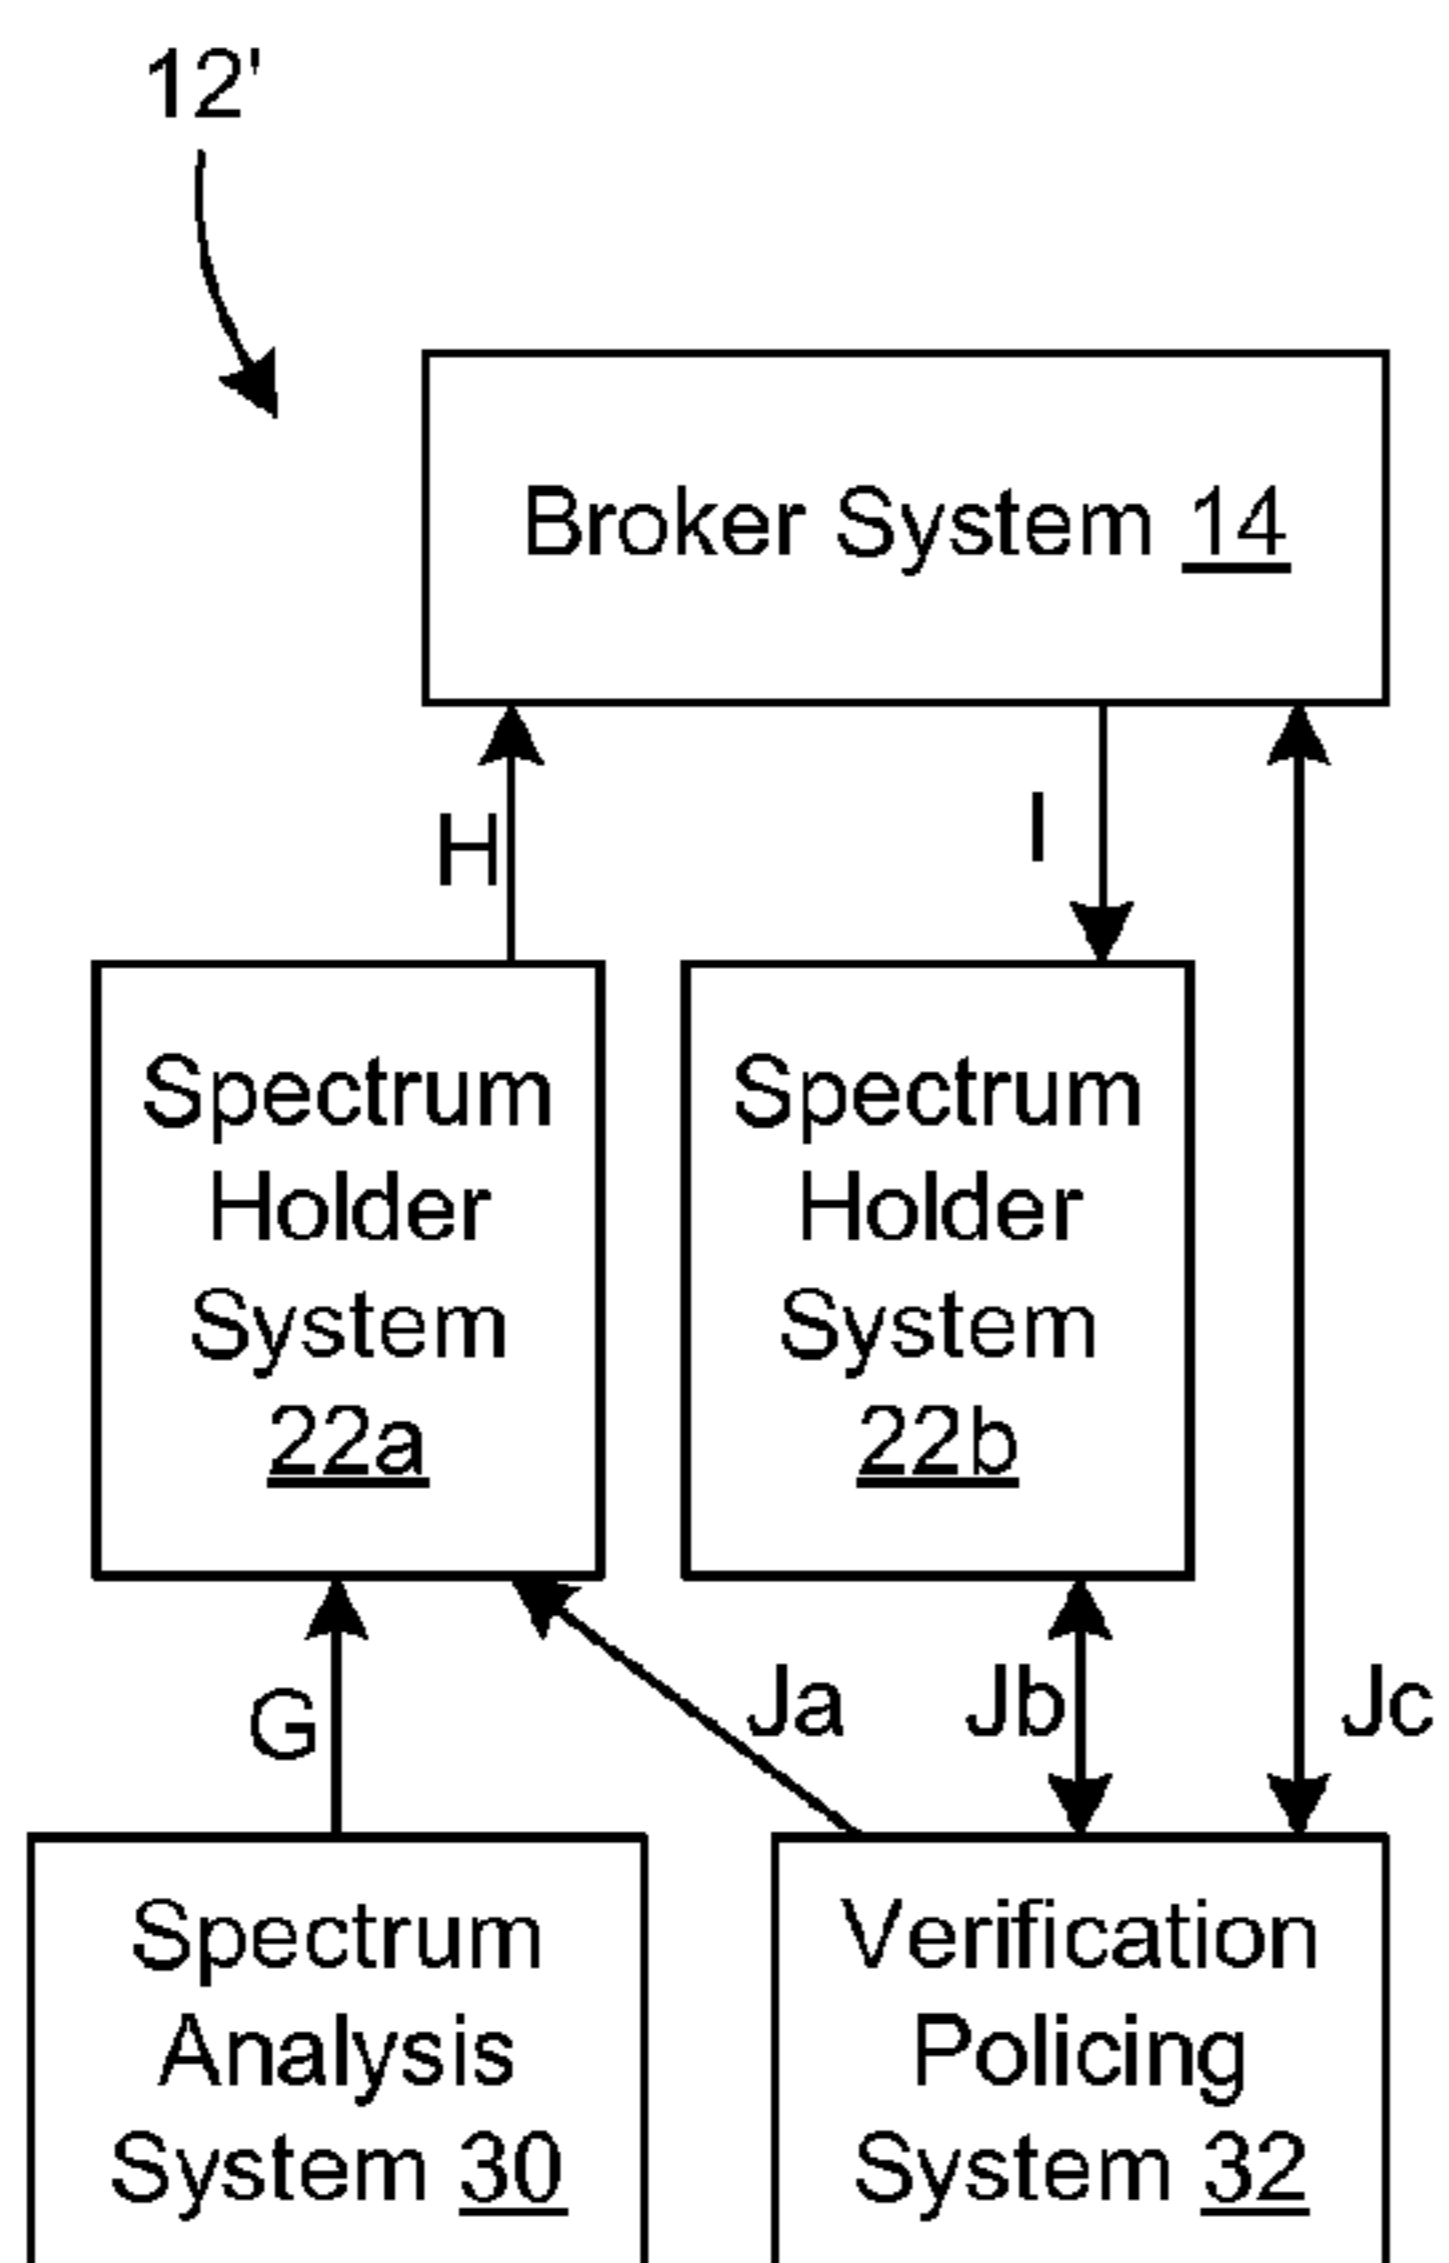 12'
Broker System 14
H
I
Spectrum
Holder
System
22a
Spectrum
Holder
System
22b
G
Ja
Jb
Jc
Spectrum
Analysis
System 30
Verification
Policing
System 32